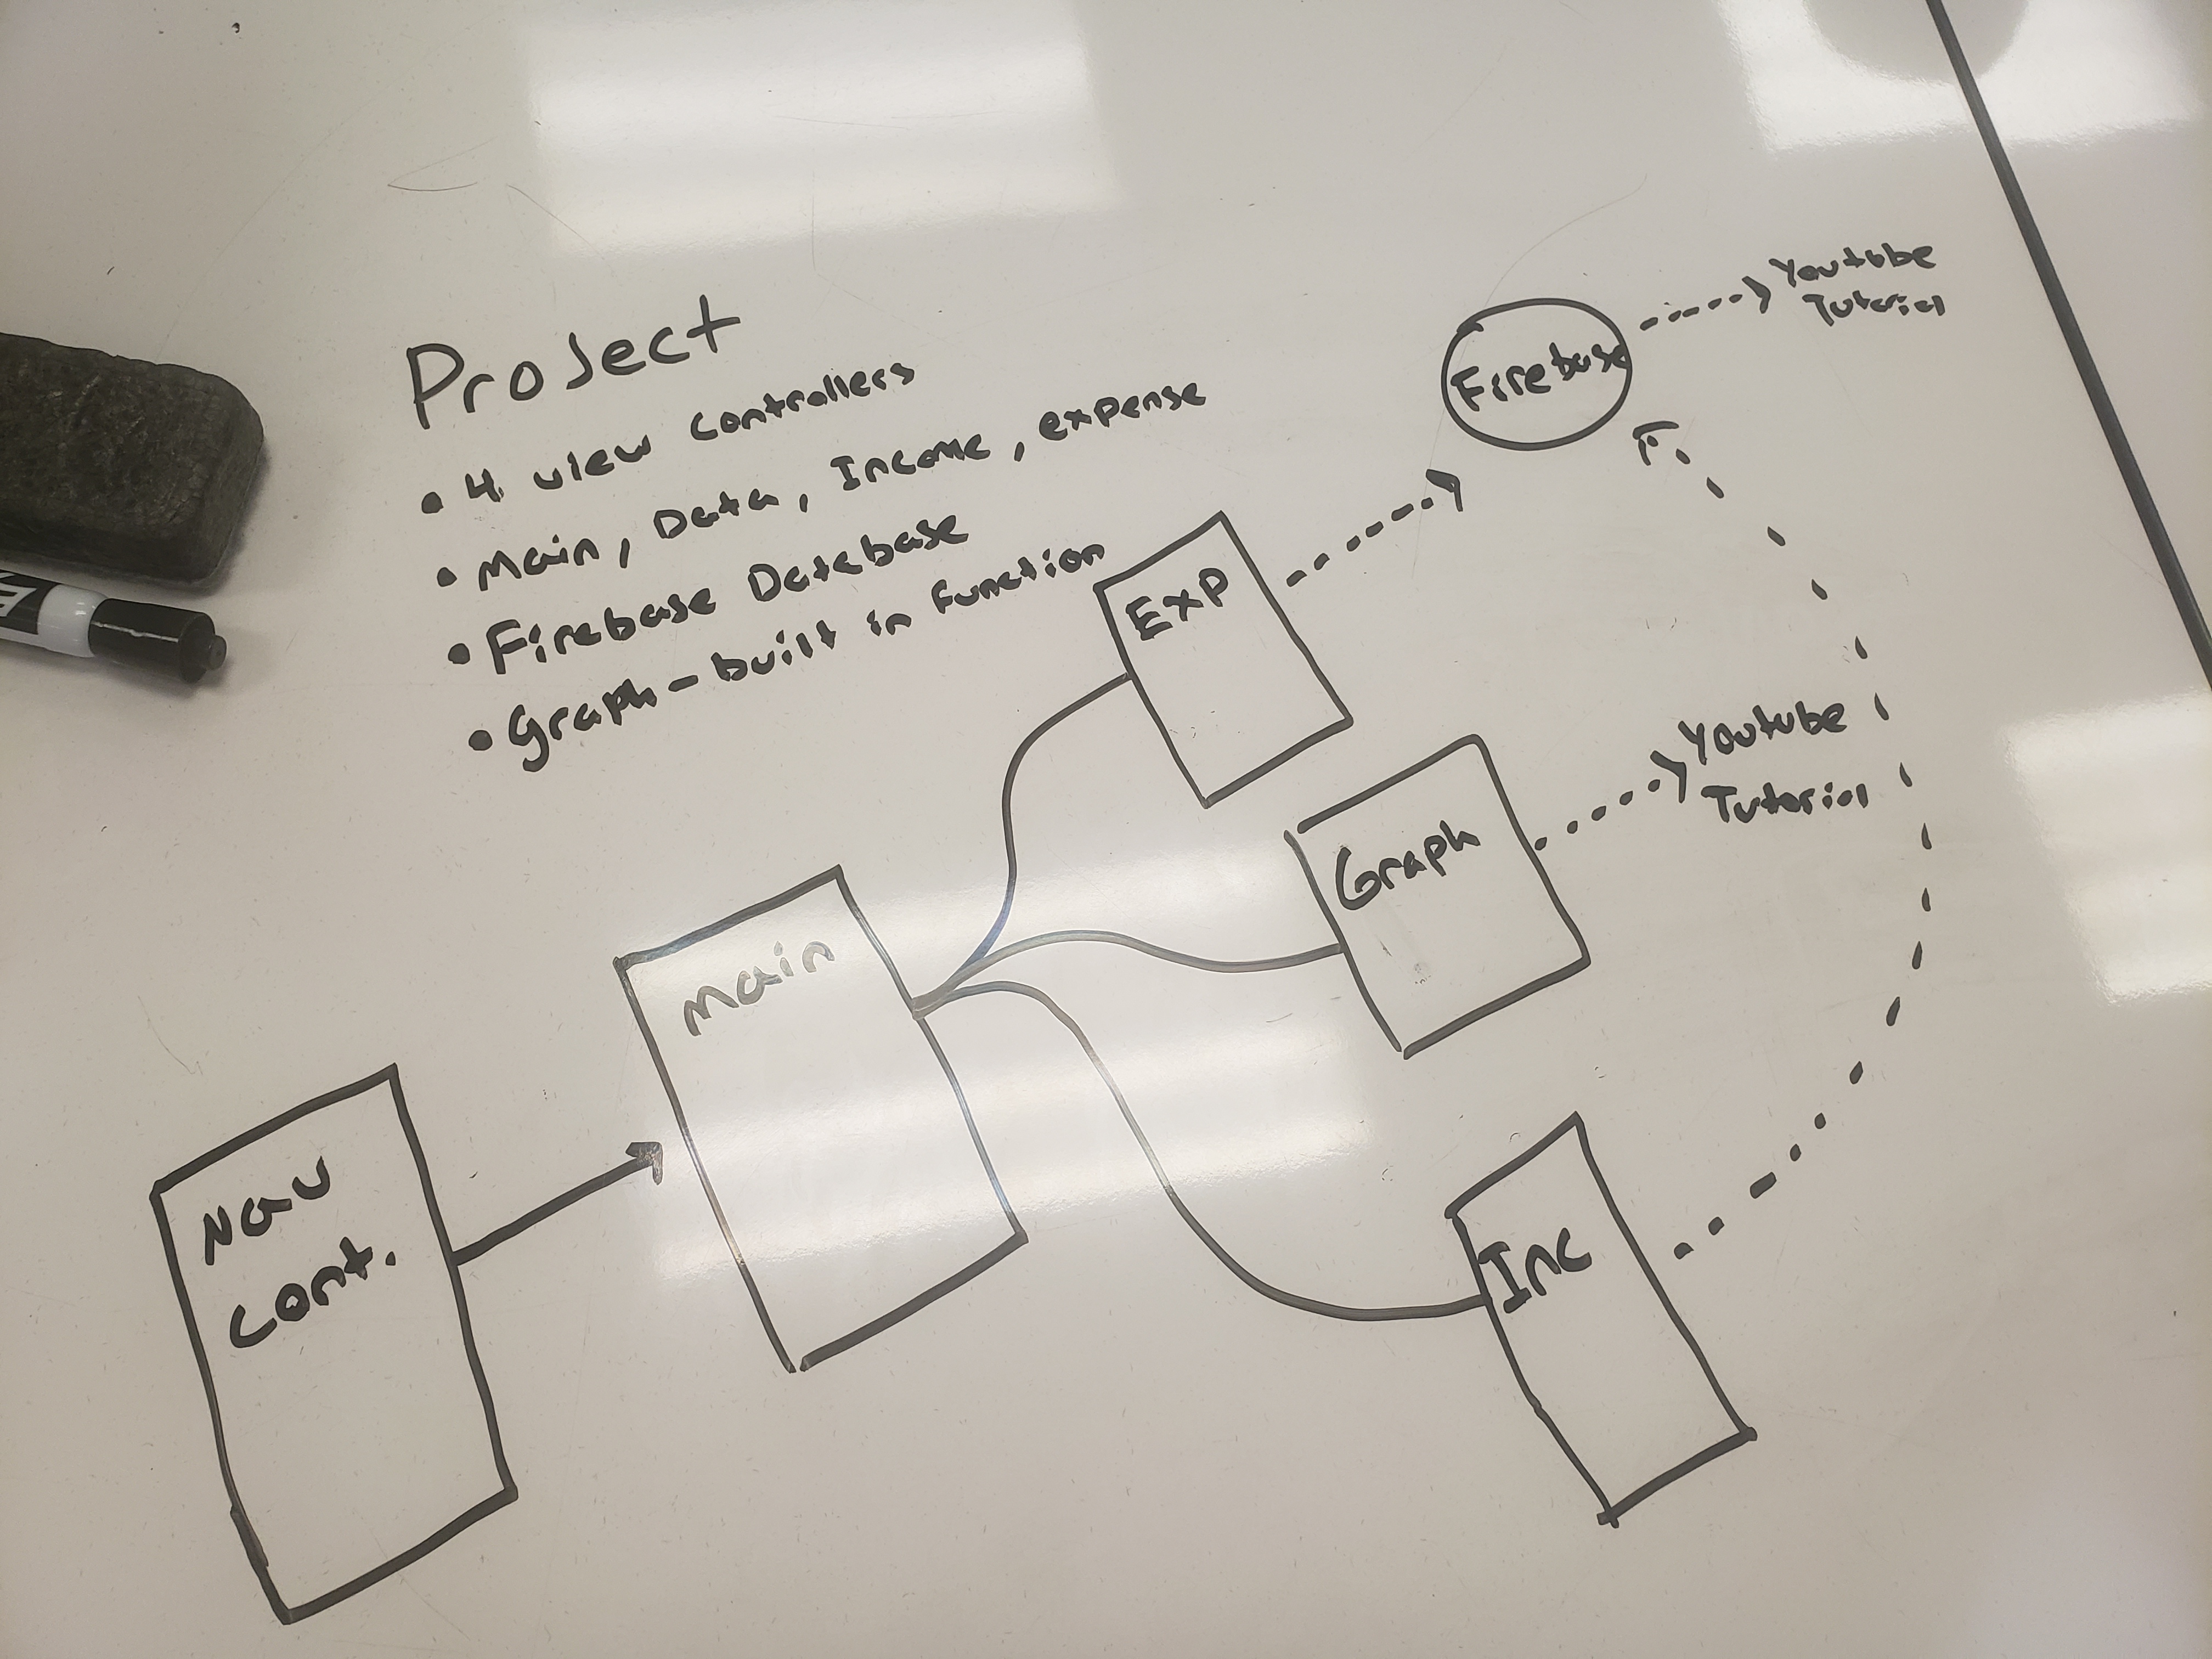 Project
• 4 view controllers
• Main, Data, Income, expense
• Firebase Database
• Graph - built in function
Firebase
Youtube
Tutorial
Exp
Graph
Youtube
Tutorial
main
Nav
Cont.
Inc